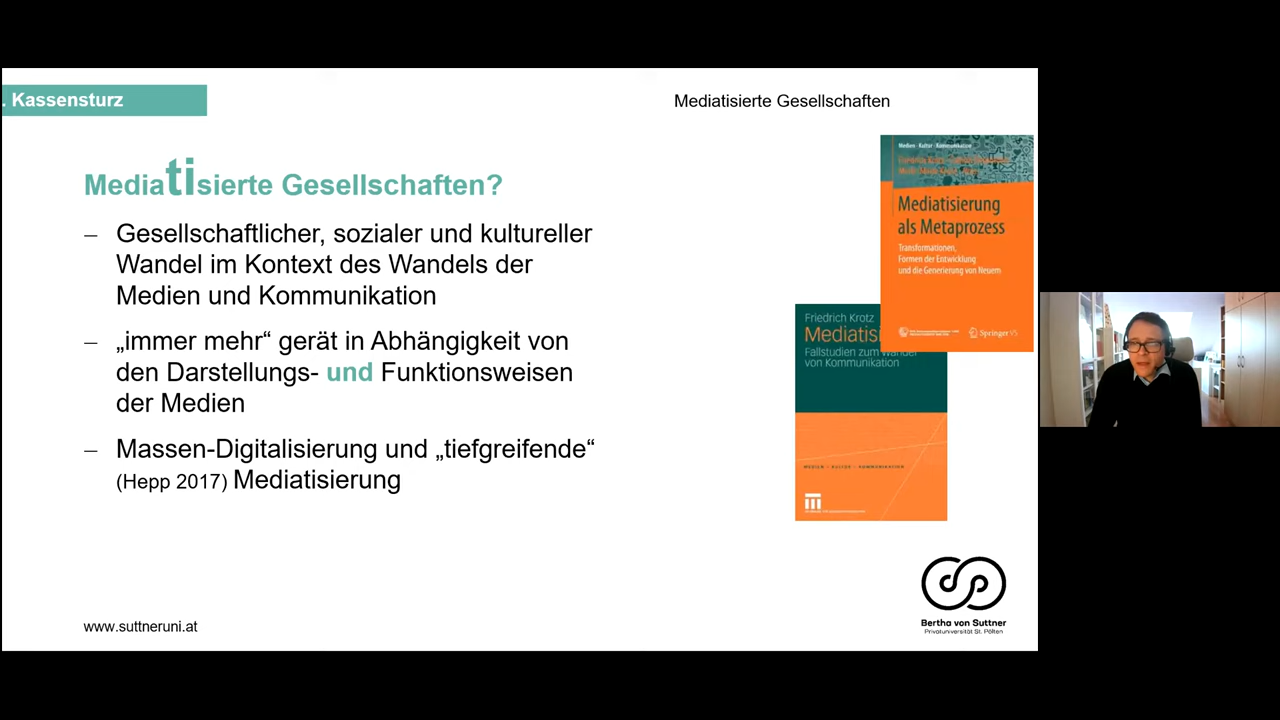 . Kassensturz
Mediatisierte Gesellschaften
Mediatisierte Gesellschaften?
– Gesellschaftlicher, sozialer und kultureller
Wandel im Kontext des Wandels der
Medien und Kommunikation
– „immer mehr“ gerät in Abhängigkeit von
den Darstellungs- und Funktionsweisen
der Medien
– Massen-Digitalisierung und „tiefgreifende“
(Hepp 2017) Mediatisierung
Medien · Kultur · Kommunikation
Mediatisierung
als Metaprozess
Transformationen,
Formen der Entwicklung
und die Generierung von Neuem
Springer VS
Friedrich Krotz
Mediatisi
Fallstudien zum Wandel
von Kommunikation
MEDIEN · KULTUR · KOMMUNIKATION
Bertha von Suttner
Privatuniversität St. Pölten
www.suttneruni.at